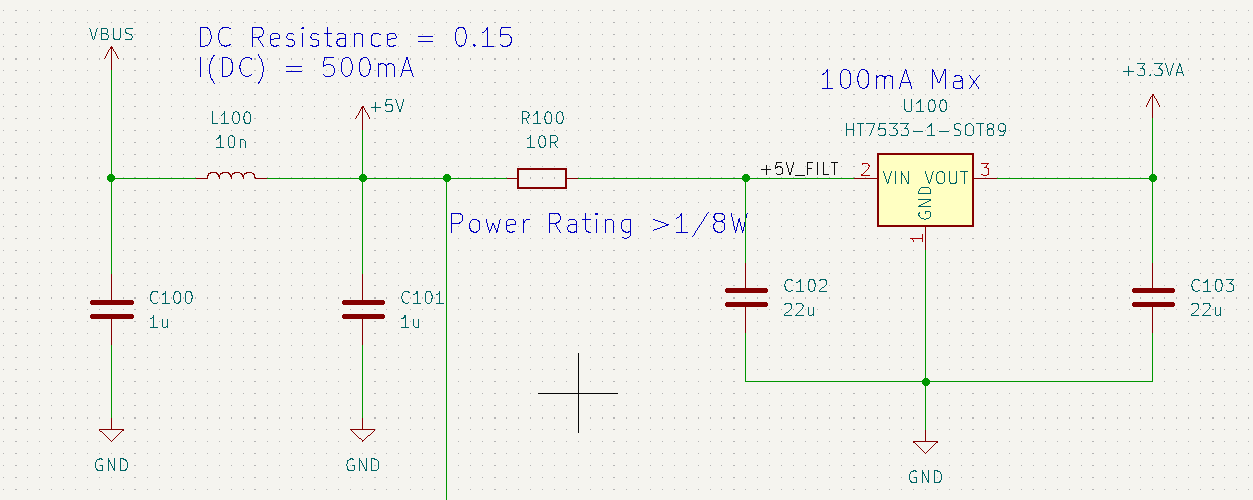 VBUS
DC Resistance = 0.15
I(DC) = 500mA
+5V
L100
10n
R100
10R
100mA Max
U100
HT7533-1-SOT89
+3.3VA
+5V_FILT
2
VIN
VOUT
GND
3
1
Power Rating >1/8W
C100
1u
C101
1u
C102
22u
C103
22u
GND
GND
GND